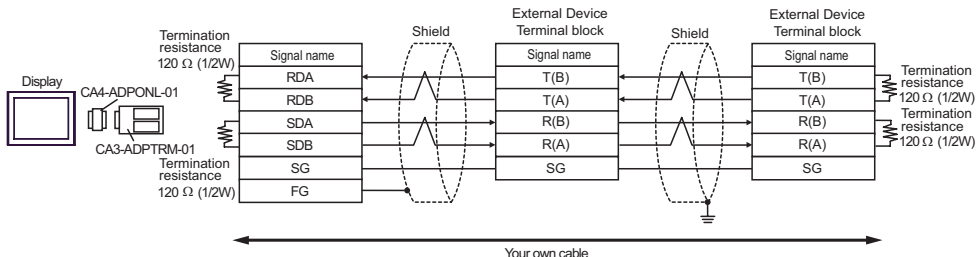 Display
CA4-ADPONL-01
CA3-ADPTRM-01
Termination
resistance
120 Ω (1/2W)
Termination
resistance
120 Ω (1/2W)
Signal name
RDA
RDB
SDA
SDB
SG
FG
Shield
External Device
Terminal block
Signal name
T(B)
T(A)
R(B)
R(A)
SG
Shield
External Device
Terminal block
Signal name
T(B)
T(A)
R(B)
R(A)
SG
Termination
resistance
120 Ω (1/2W)
Termination
resistance
120 Ω (1/2W)
Your own cable